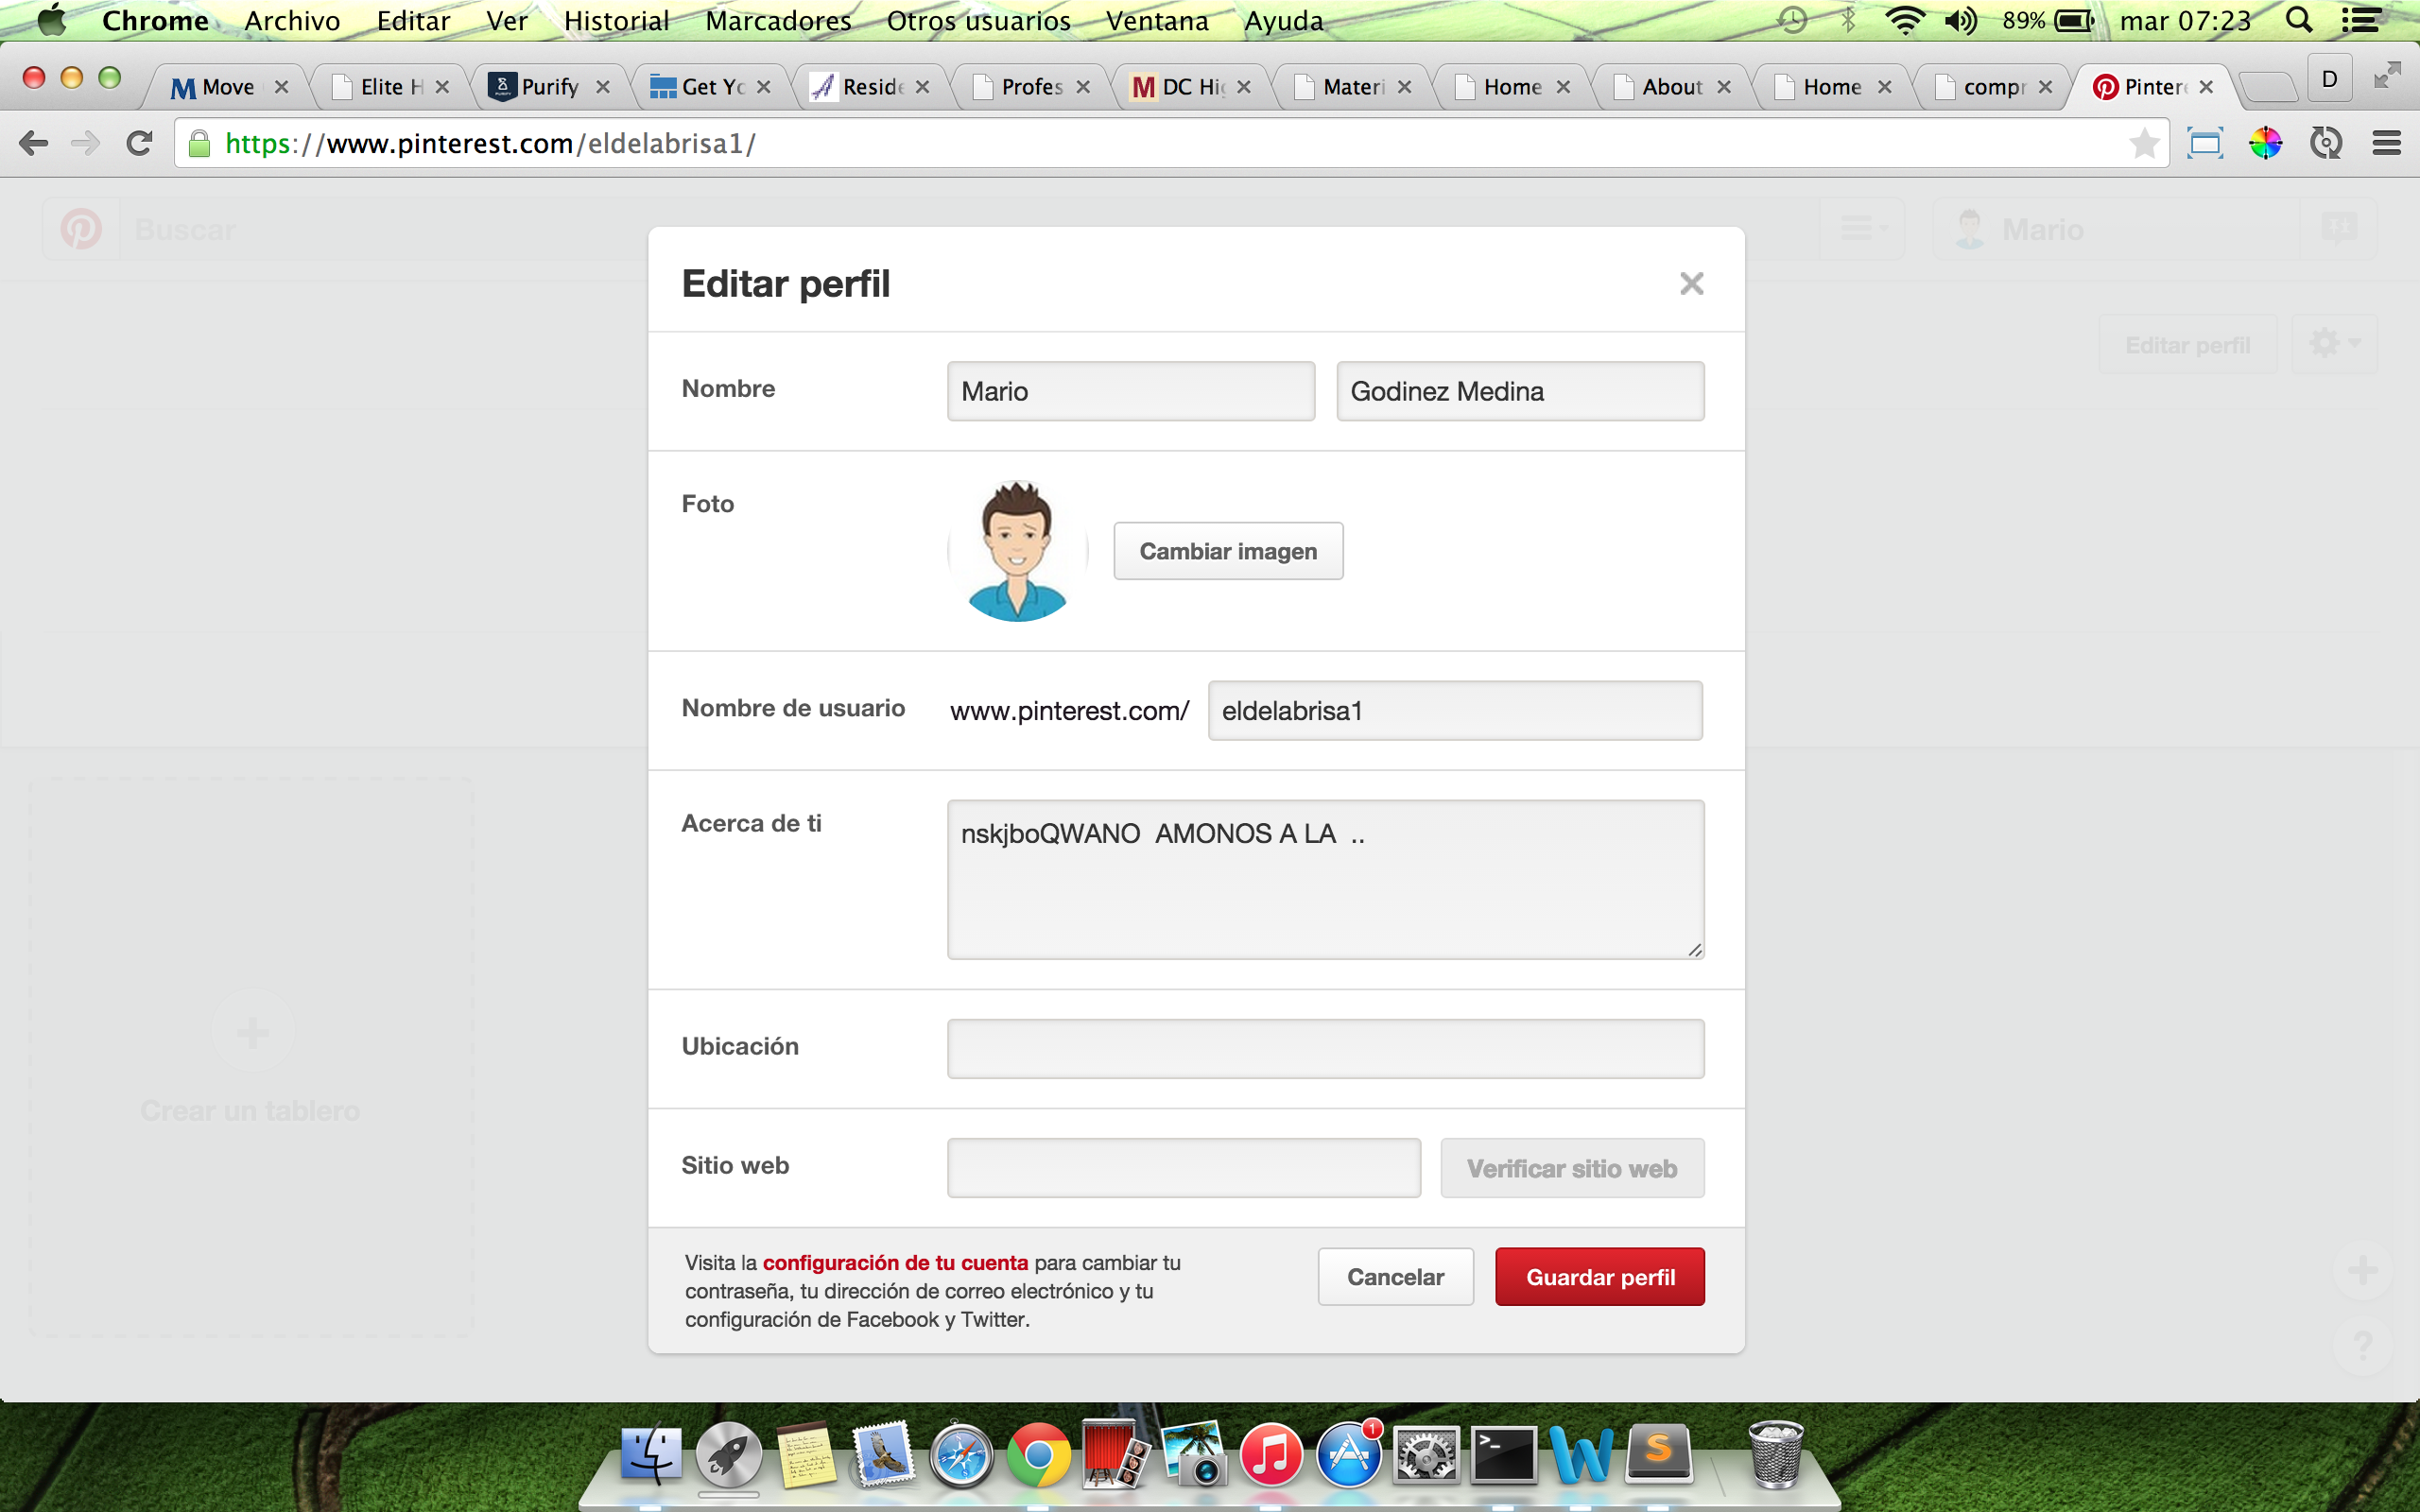 Chrome Archivo Editar Ver Historial Marcadores Otros usuarios Ventana Ayuda 89% mar 07:23
Move Elite H Purify Get Yo Reside Profes DC Hig Materi Home About Home compr Pintere D
https://www.pinterest.com/eldelabrisa1/
Buscar Mario
Editar perfil
Editar perfil
Nombre Mario Godinez Medina
Foto Cambiar imagen
Nombre de usuario www.pinterest.com/ eldelabrisa1
Acerca de ti nskjboQWANO AMONOS A LA ..
Ubicación
Crear un tablero
Sitio web Verificar sitio web
Visita la configuración de tu cuenta para cambiar tu
contraseña, tu dirección de correo electrónico y tu
configuración de Facebook y Twitter.
Cancelar Guardar perfil
1